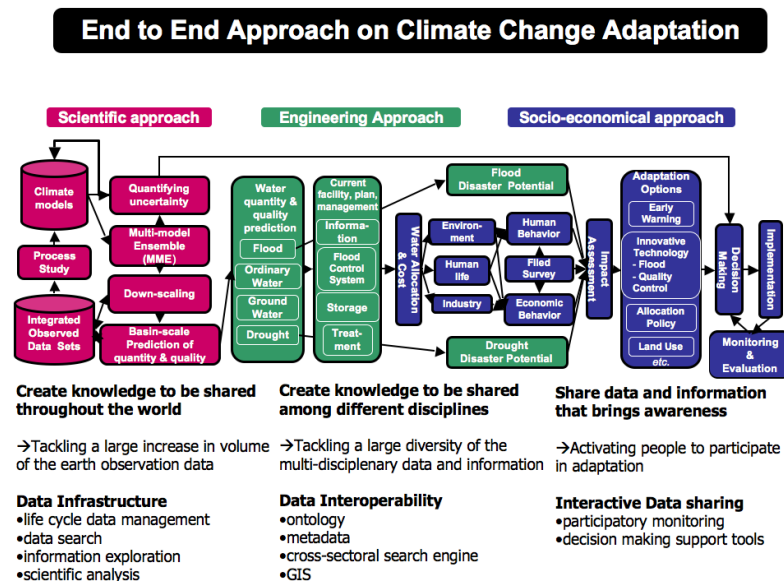 End to End Approach on Climate Change Adaptation
Scientific approach
Engineering Approach
Socio-economical approach
Climate
models
Process
Study
Integrated
Observed
Data Sets
Quantifying
uncertainty
Multi-model
Ensemble
(MME)
Down-scaling
Basin-scale
Prediction of
quantity & quality
Water
quantity &
quality
prediction
Flood
Ordinary
Water
Ground
Water
Drought
Current
facility, plan,
management
Informa-
tion
Flood
Control
System
Storage
Treat-
ment
Water Allocation
& Cost
Flood
Disaster Potential
Environ-
ment
Human life
Industry
Human
Behavior
Filed
Survey
Economic
Behavior
Drought
Disaster Potential
Impact
Assessment
Adaptation
Options
Early
Warning
Innovative
Technology
- Flood
- Quality
Control
Allocation
Policy
Land Use
etc.
Decision
Making
Implementation
Monitoring
&
Evaluation
Create knowledge to be shared
throughout the world
→Tackling a large increase in volume
of the earth observation data
Data Infrastructure
•life cycle data management
•data search
•information exploration
•scientific analysis
Create knowledge to be shared
among different disciplines
→Tackling a large diversity of the
multi-disciplenary data and information
Data Interoperability
•ontology
•metadata
•cross-sectoral search engine
•GIS
Share data and information
that brings awareness
→Activating people to participate
in adaptation
Interactive Data sharing
•participatory monitoring
•decision making support tools